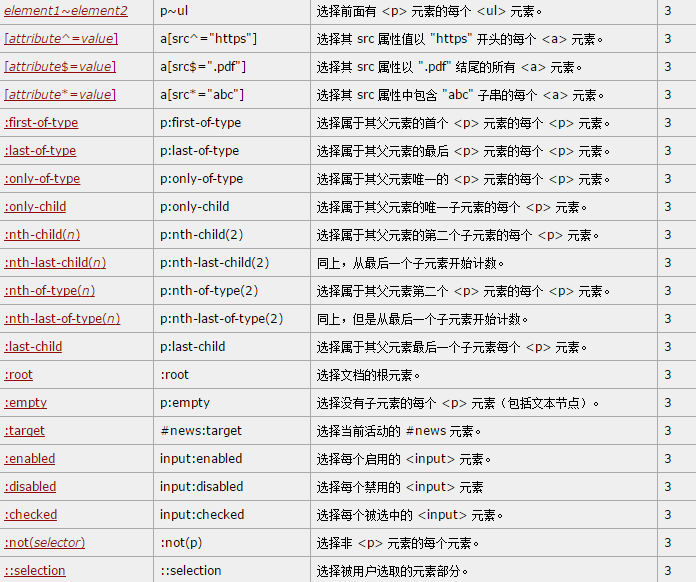 element1~element2 p~ul 选择前面有 <p> 元素的每个 <ul> 元素。 3
[attribute^=value] a[src^="https"] 选择其 src 属性值以 "https" 开头的每个 <a> 元素。 3
[attribute$=value] a[src$=".pdf"] 选择其 src 属性以 ".pdf" 结尾的所有 <a> 元素。 3
[attribute*=value] a[src*="abc"] 选择其 src 属性中包含 "abc" 子串的每个 <a> 元素。 3
:first-of-type p:first-of-type 选择属于其父元素的首个 <p> 元素的每个 <p> 元素。 3
:last-of-type p:last-of-type 选择属于其父元素的最后 <p> 元素的每个 <p> 元素。 3
:only-of-type p:only-of-type 选择属于其父元素唯一的 <p> 元素的每个 <p> 元素。 3
:only-child p:only-child 选择属于其父元素的唯一子元素的每个 <p> 元素。 3
:nth-child(n) p:nth-child(2) 选择属于其父元素的第二个子元素的每个 <p> 元素。 3
:nth-last-child(n) p:nth-last-child(2) 同上，从最后一个子元素开始计数。 3
:nth-of-type(n) p:nth-of-type(2) 选择属于其父元素第二个 <p> 元素的每个 <p> 元素。 3
:nth-last-of-type(n) p:nth-last-of-type(2) 同上，但是从最后一个子元素开始计数。 3
:last-child p:last-child 选择属于其父元素最后一个子元素每个 <p> 元素。 3
:root :root 选择文档的根元素。 3
:empty p:empty 选择没有子元素的每个 <p> 元素（包括文本节点）。 3
:target #news:target 选择当前活动的 #news 元素。 3
:enabled input:enabled 选择每个启用的 <input> 元素。 3
:disabled input:disabled 选择每个禁用的 <input> 元素 3
:checked input:checked 选择每个被选中的 <input> 元素。 3
:not(selector) :not(p) 选择非 <p> 元素的每个元素。 3
::selection ::selection 选择被用户选取的元素部分。 3